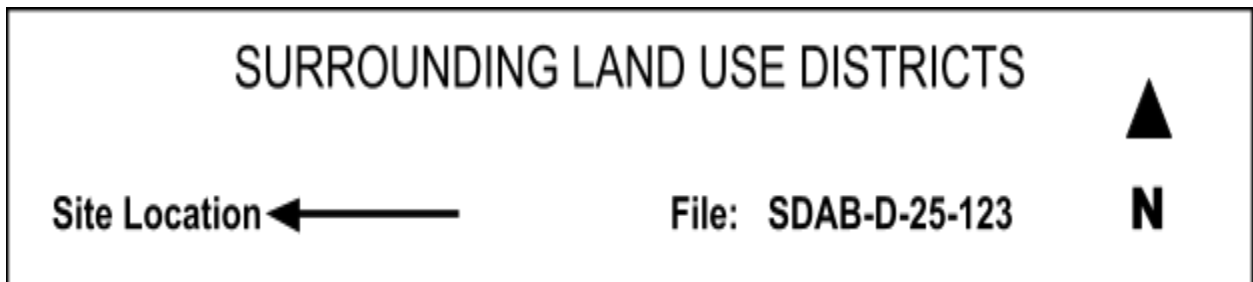 SURROUNDING LAND USE DISTRICTS
Site Location File: SDAB-D-25-123 N